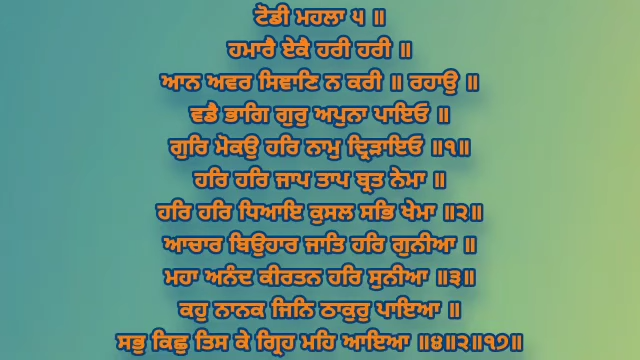 ਟੋਡੀ ਮਹਲਾ ੫ ॥
ਹਮਾਰੈ ਏਕੈ ਹਰੀ ਹਰੀ ॥
ਆਨ ਅਵਰ ਸਿਞਾਣਿ ਨ ਕਰੀ ॥ ਰਹਾਉ ॥
ਵਡੈ ਭਾਗਿ ਗੁਰੁ ਅਪੁਨਾ ਪਾਇਓ ॥
ਗੁਰਿ ਮੋਕਉ ਹਰਿ ਨਾਮੁ ਦ੍ਰਿੜਾਇਓ ॥੧॥
ਹਰਿ ਹਰਿ ਜਾਪ ਤਾਪ ਬ੍ਰਤ ਨੇਮਾ ॥
ਹਰਿ ਹਰਿ ਧਿਆਇ ਕੁਸਲ ਸਭਿ ਖੇਮਾ ॥੨॥
ਆਚਾਰ ਬਿਉਹਾਰ ਜਾਤਿ ਹਰਿ ਗੁਨੀਆ ॥
ਮਹਾ ਅਨੰਦ ਕੀਰਤਨ ਹਰਿ ਸੁਨੀਆ ॥੩॥
ਕਹੁ ਨਾਨਕ ਜਿਨਿ ਠਾਕੁਰੁ ਪਾਇਆ ॥
ਸਭੁ ਕਿਛੁ ਤਿਸ ਕੇ ਗ੍ਰਿਹ ਮਹਿ ਆਇਆ ॥੪॥੨॥੧੭॥